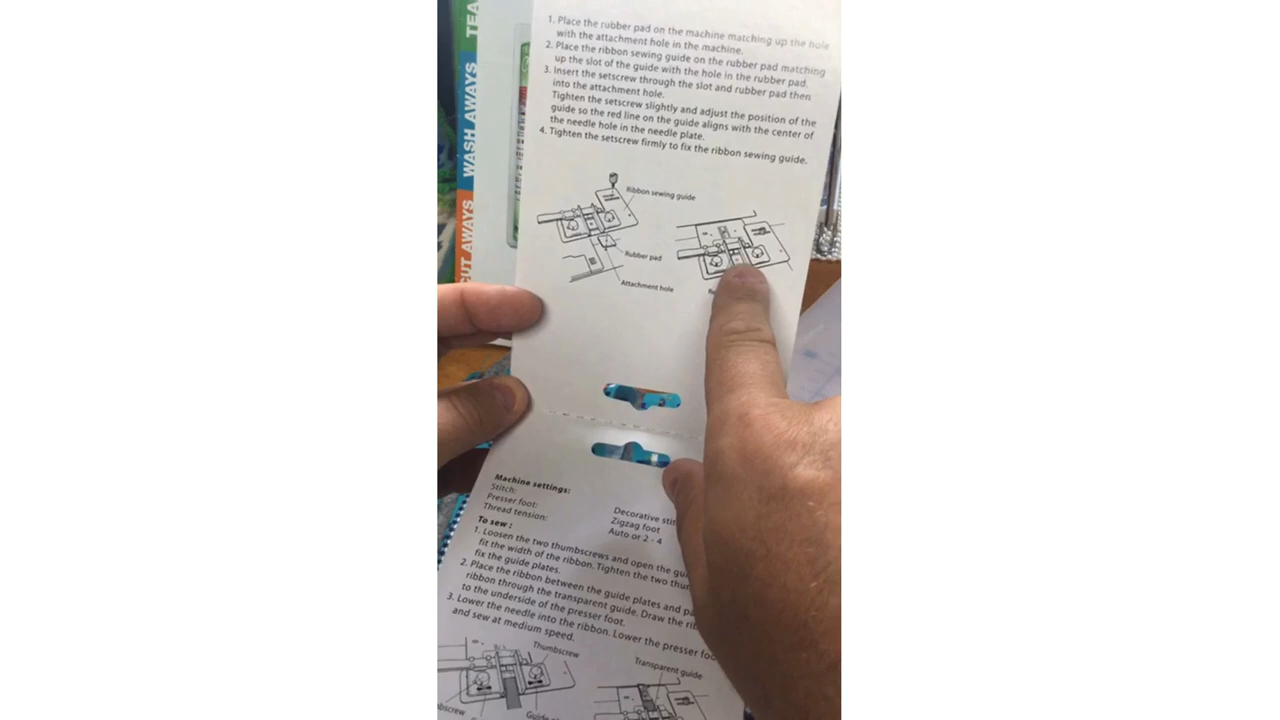 TEA
WASH AWAYS
CUT AWAYS
1. Place the rubber pad on the machine matching up the hole
with the attachment hole in the machine.
2. Place the ribbon sewing guide on the rubber pad matching
up the slot of the guide with the hole in the rubber pad.
3. Insert the setscrew through the slot and rubber pad then
into the attachment hole.
Tighten the setscrew slightly and adjust the position of the
guide so the red line on the guide aligns with the center of
the needle hole in the needle plate.
4. Tighten the setscrew firmly to fix the ribbon sewing guide.
Ribbon sewing guide
Rubber pad
Attachment hole
Machine settings:
Stitch: Decorative stit
Presser foot: Zigzag foot
Thread tension: Auto or 2 - 4
To sew :
1. Loosen the two thumbscrews and open the gu
fit the width of the ribbon. Tighten the two thu
fix the guide plates.
2. Place the ribbon between the guide plates and pa
ribbon through the transparent guide. Draw the rib
to the underside of the presser foot.
3. Lower the needle into the ribbon. Lower the presser foo
and sew at medium speed.
Thumbscrew
Transparent guide